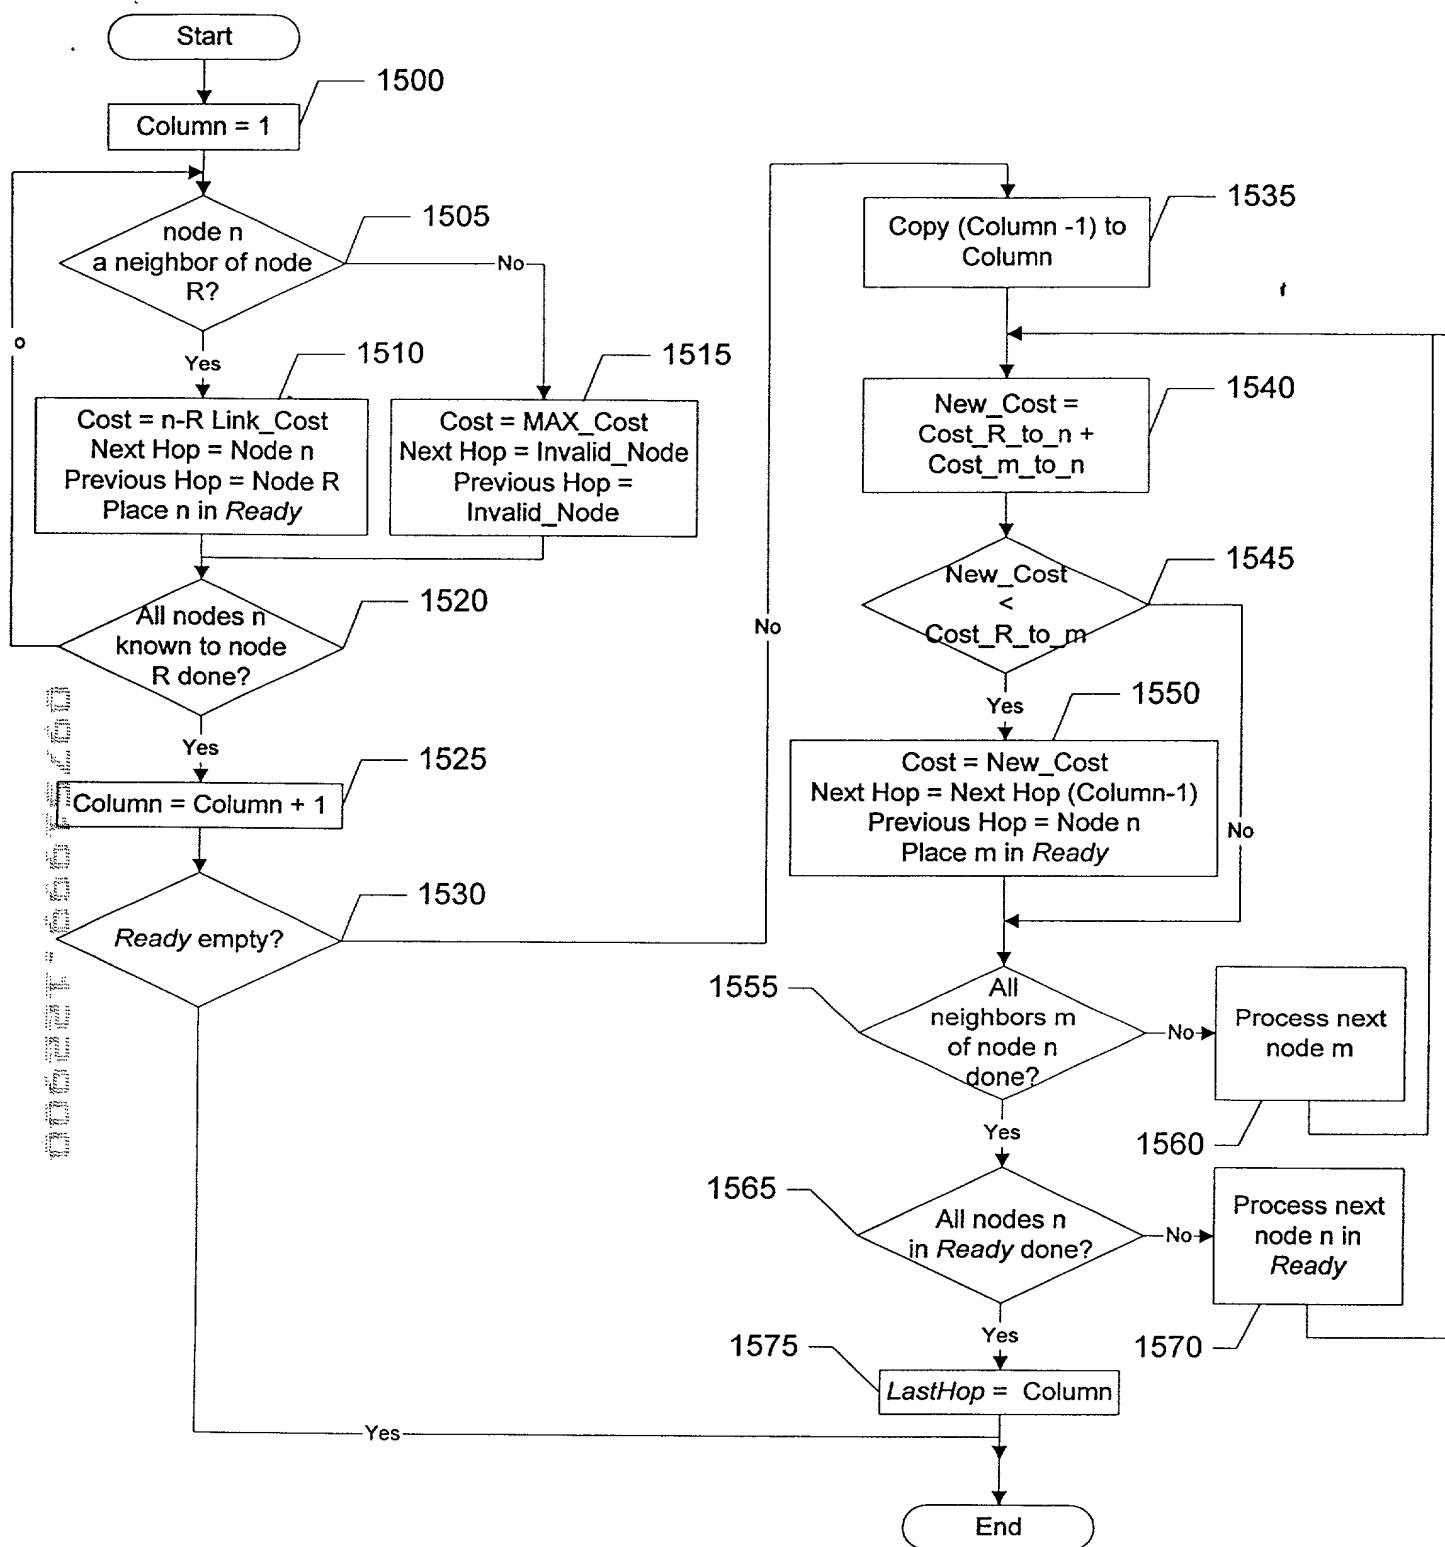 Start
1500
Column = 1
1505
node n
a neighbor of node
R?
No
Yes
1510
1515
Cost = n-R Link_Cost
Next Hop = Node n
Previous Hop = Node R
Place n in Ready
Cost = MAX_Cost
Next Hop = Invalid_Node
Previous Hop =
Invalid_Node
o
1520
All nodes n
known to node
R done?
Yes
1525
Column = Column + 1
1530
Ready empty?
No
Yes
1535
Copy (Column -1) to
Column
1540
New_Cost =
Cost_R_to_n +
Cost_m_to_n
1545
New_Cost
<
Cost_R_to_m
Yes
No
1550
Cost = New_Cost
Next Hop = Next Hop (Column-1)
Previous Hop = Node n
Place m in Ready
1555
All
neighbors m
of node n
done?
No
Process next
node m
1560
Yes
1565
All nodes n
in Ready done?
No
Process next
node n in
Ready
1570
Yes
1575
LastHop = Column
End